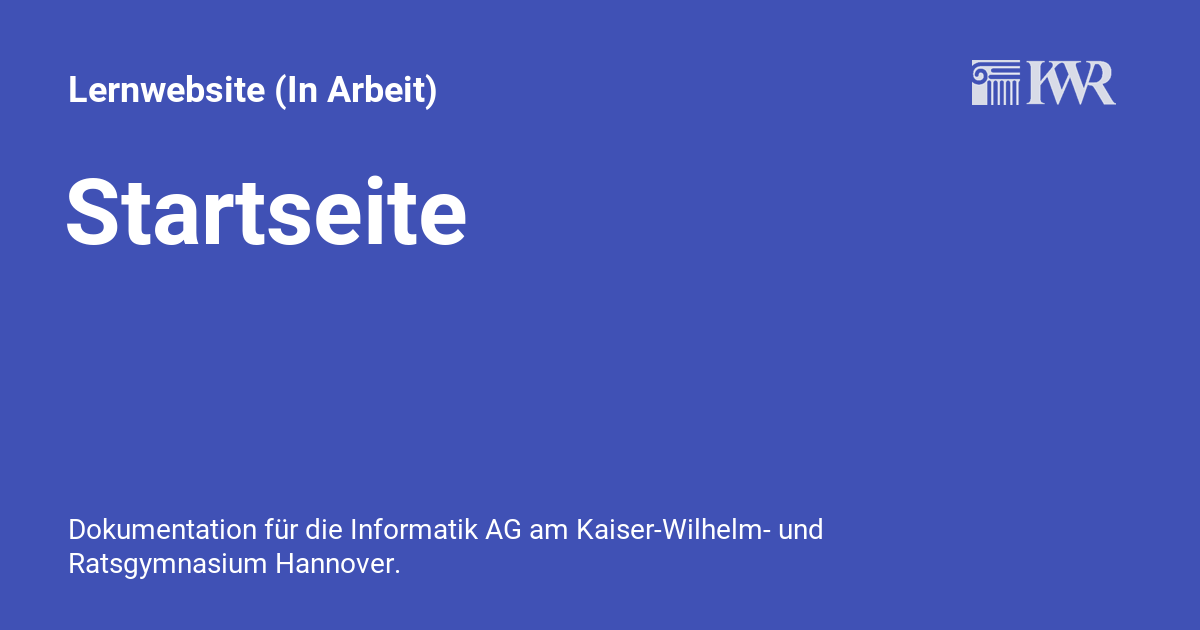 Lernwebsite (In Arbeit)
KWR
Startseite
Dokumentation für die Informatik AG am Kaiser-Wilhelm- und
Ratsgymnasium Hannover.